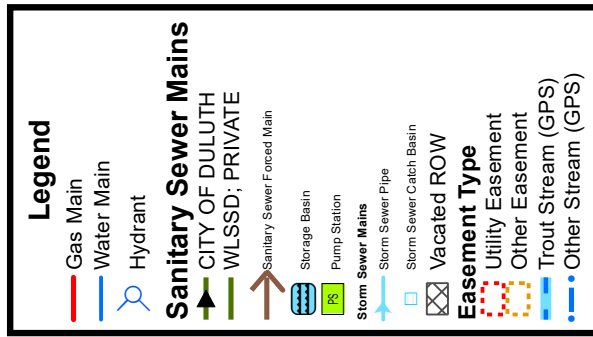 Legend
Gas Main
Water Main
Hydrant
Sanitary Sewer Mains
CITY OF DULUTH
WLSSD; PRIVATE
Sanitary Sewer Forced Main
Storage Basin
PS
Pump Station
Storm Sewer Mains
Storm Sewer Pipe
Storm Sewer Catch Basin
Vacated ROW
Easement Type
Utility Easement
Other Easement
Trout Stream (GPS)
Other Stream (GPS)